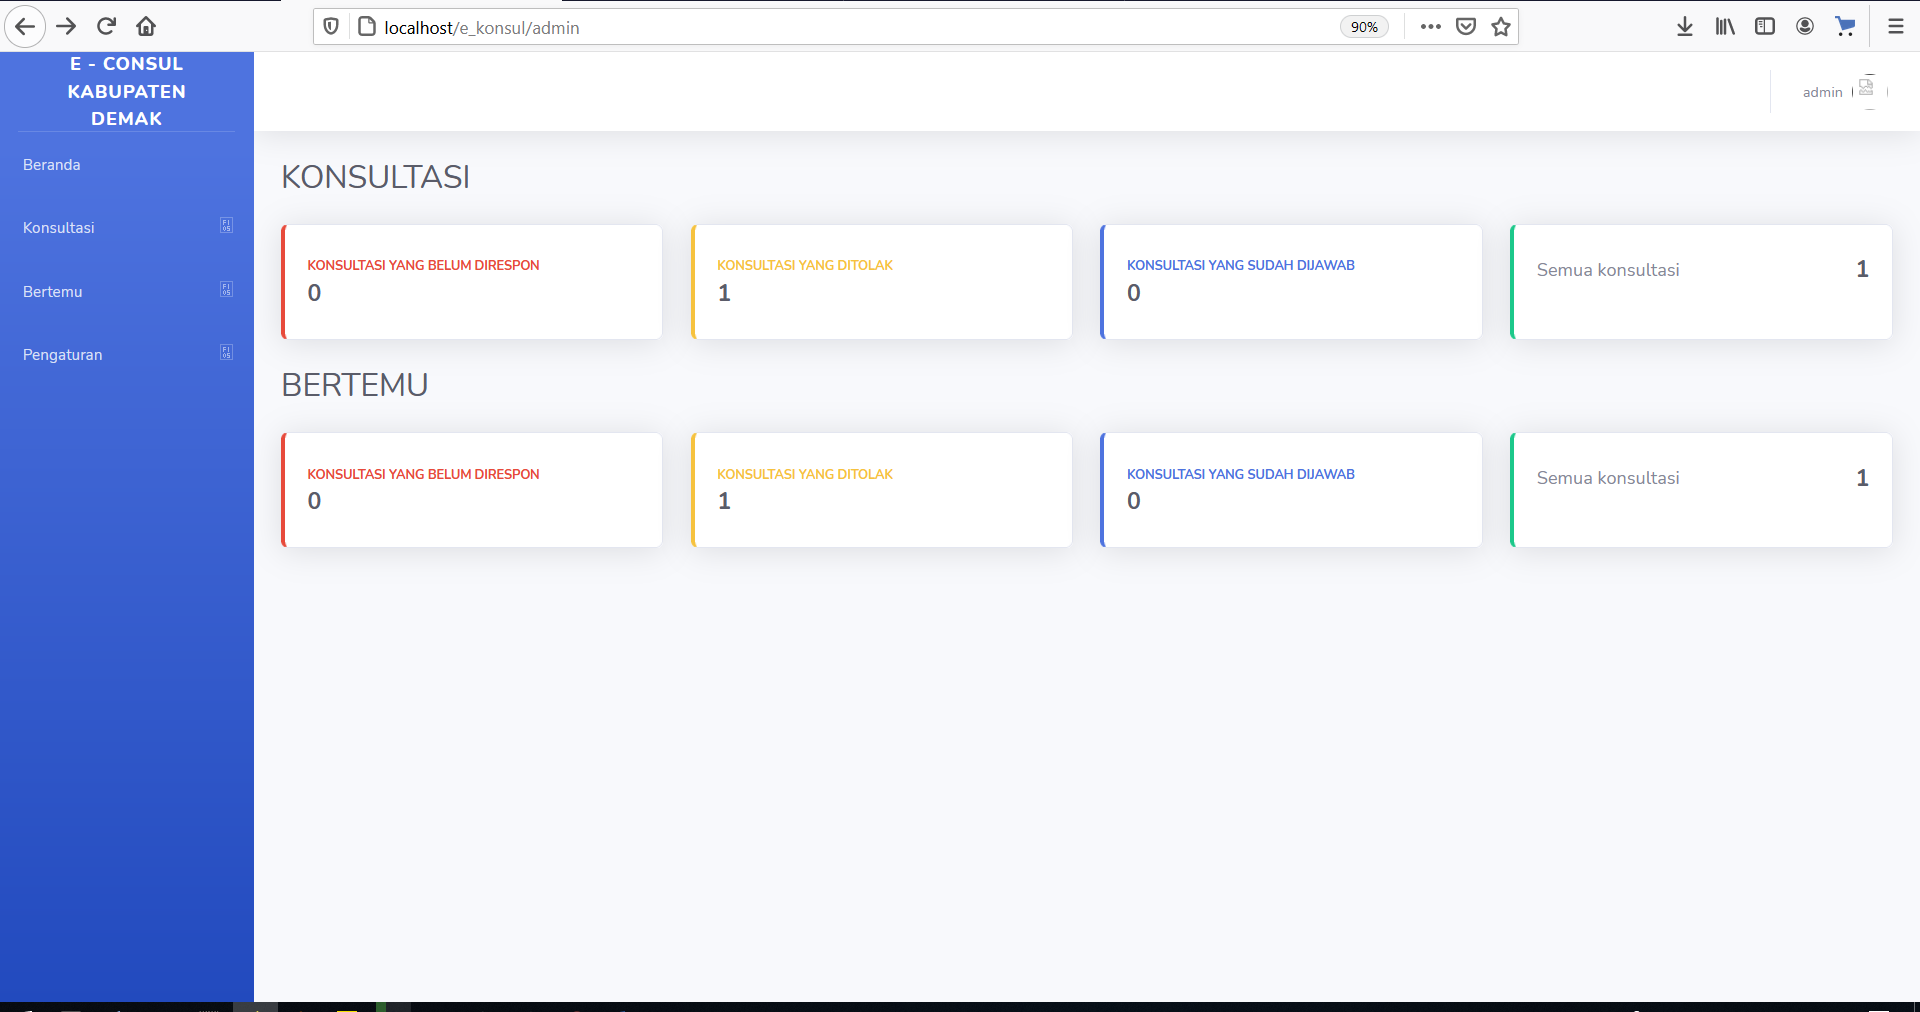 localhost/e_konsul/admin
90%
E - CONSUL
KABUPATEN
DEMAK
admin
Beranda
Konsultasi
Bertemu
Pengaturan
KONSULTASI
KONSULTASI YANG BELUM DIRESPON
0
KONSULTASI YANG DITOLAK
1
KONSULTASI YANG SUDAH DIJAWAB
0
Semua konsultasi 1
BERTEMU
KONSULTASI YANG BELUM DIRESPON
0
KONSULTASI YANG DITOLAK
1
KONSULTASI YANG SUDAH DIJAWAB
0
Semua konsultasi 1